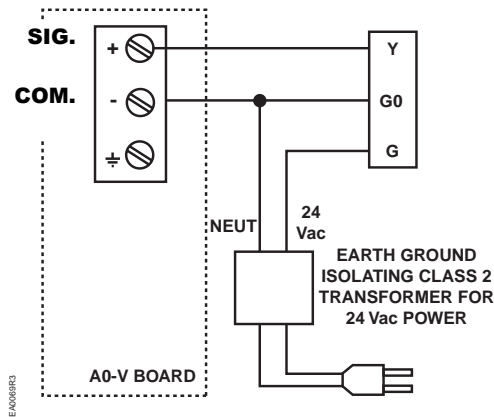 SIG.
+
Y
COM.
-
G0
G
NEUT
24
Vac
EARTH GROUND
ISOLATING CLASS 2
TRANSFORMER FOR
24 Vac POWER
A0-V BOARD
EA0069R3